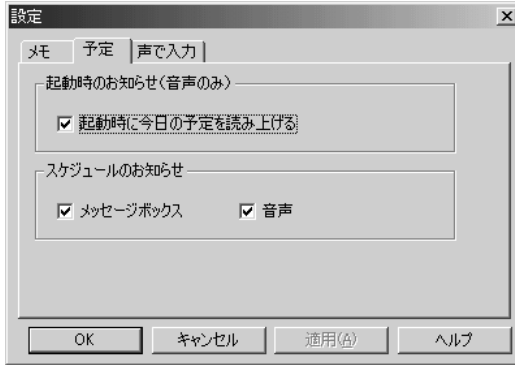 設定
メモ 予定 声で入力
起動時のお知らせ(音声のみ)
起動時に今日の予定を読み上げる
スケジュールのお知らせ
メッセージボックス 音声
OK キャンセル 適用(A) ヘルプ